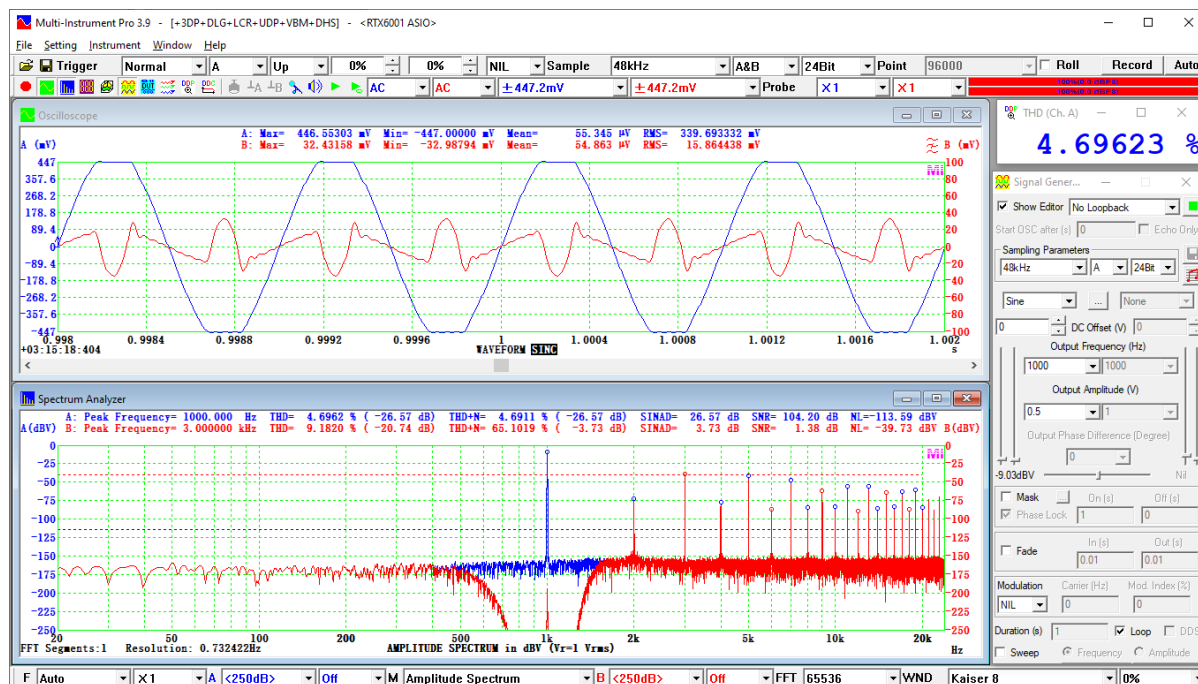 Multi-Instrument Pro 3.9 - [+3DP+DLG+LCR+UDP+VBM+DHS] - <RTX6001 ASIO>
File Setting Instrument Window Help
Trigger Normal A Up 0% 0% NIL Sample 48kHz A&B 24Bit Point 96000 Roll Record Auto
AC AC ±447.2mV ±447.2mV Probe X1 X1
Oscilloscope
A: Max= 446.55303 mV Min= -447.00000 mV Mean= 55.345 µV RMS= 339.693332 mV
B: Max= 32.43158 mV Min= -32.98794 mV Mean= 54.863 µV RMS= 15.864438 mV
A (mV) B (mV)
447 100
357.6 80
268.2 60
178.8 40
89.4 20
0 0
-89.4 -20
-178.8 -40
-268.2 -60
-357.6 -80
-447 -100
0.998 0.9984 0.9988 0.9992 0.9996 1 1.0004 1.0008 1.0012 1.0016 1.002
+03:15:18:404 WAVEFORM SINC s
Spectrum Analyzer
A: Peak Frequency= 1000.000 Hz THD= 4.6962 % ( -26.57 dB) THD+N= 4.6911 % ( -26.57 dB) SINAD= 26.57 dB SNR= 104.20 dB NL=-113.59 dBV
A(dBV) B: Peak Frequency= 3.000000 kHz THD= 9.1820 % ( -20.74 dB) THD+N= 65.1019 % ( -3.73 dB) SINAD= 3.73 dB SNR= 1.38 dB NL= -39.73 dBV B(dBV)
0 0
-25 -25
-50 -50
-75 -75
-100 -100
-125 -125
-150 -150
-175 -175
-200 -200
-225 -225
-250 -250
20 50 100 200 500 1k 2k 5k 10k 20k
FFT Segments:1 Resolution: 0.732422Hz AMPLITUDE SPECTRUM in dBV (Vr=1 Vrms) Hz
F Auto X1 A <250dB> Off M Amplitude Spectrum B <250dB> Off FFT 65536 WND Kaiser 8 0%
THD (Ch. A)
4.69623 %
Signal Gener...
Show Editor No Loopback
Start OSC after (s) 0 Echo Only
Sampling Parameters
48kHz A 24Bit
Sine ... None
0 DC Offset (V) 0
Output Frequency (Hz)
1000 1000
Output Amplitude (V)
0.5 1
Output Phase Difference (Degree)
0
-9.03dBV Nil
Mask ... On (s) Off (s)
Phase Lock 1 0
Fade In (s) Out (s)
0.01 0.01
Modulation Carrier (Hz) Mod. Index (%)
NIL 0 0
Duration (s) 1 Loop DDS
Sweep Frequency Amplitude